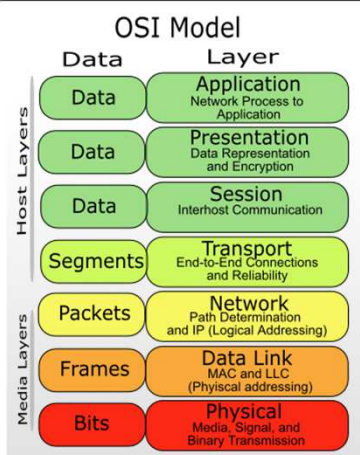 OSI Model
Data Layer
Host Layers
Data
Application
Network Process to
Application
Data
Presentation
Data Representation
and Encryption
Data
Session
Interhost Communication
Segments
Transport
End-to-End Connections
and Reliability
Media Layers
Packets
Network
Path Determination
and IP (Logical Addressing)
Frames
Data Link
MAC and LLC
(Phyiscal addressing)
Bits
Physical
Media, Signal, and
Binary Transmission